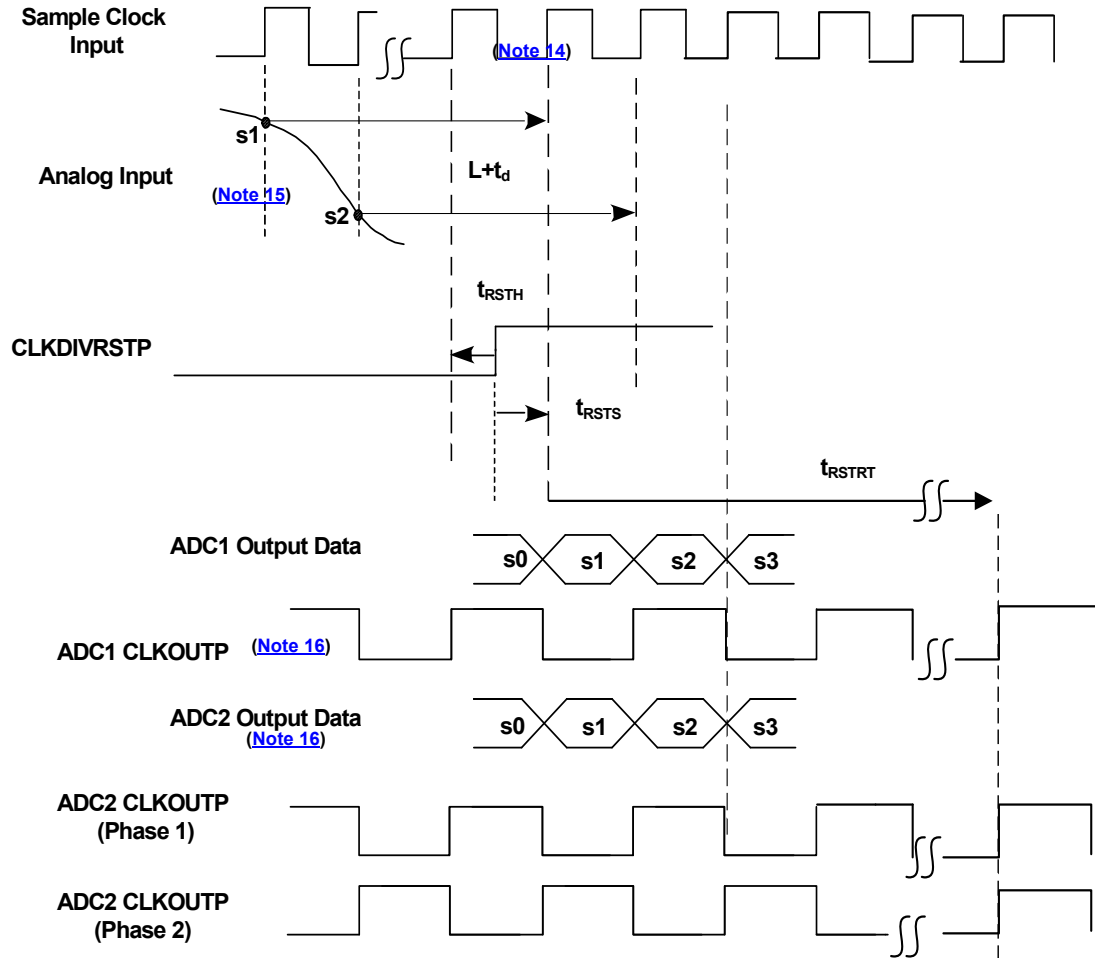 Sample Clock
Input
(Note 14)
s1
L+td
Analog Input
(Note 15)
s2
tRSTH
CLKDIVRSTP
tRSTS
tRSTRT
ADC1 Output Data
s0 s1 s2 s3
ADC1 CLKOUTP (Note 16)
ADC2 Output Data
(Note 16)
s0 s1 s2 s3
ADC2 CLKOUTP
(Phase 1)
ADC2 CLKOUTP
(Phase 2)